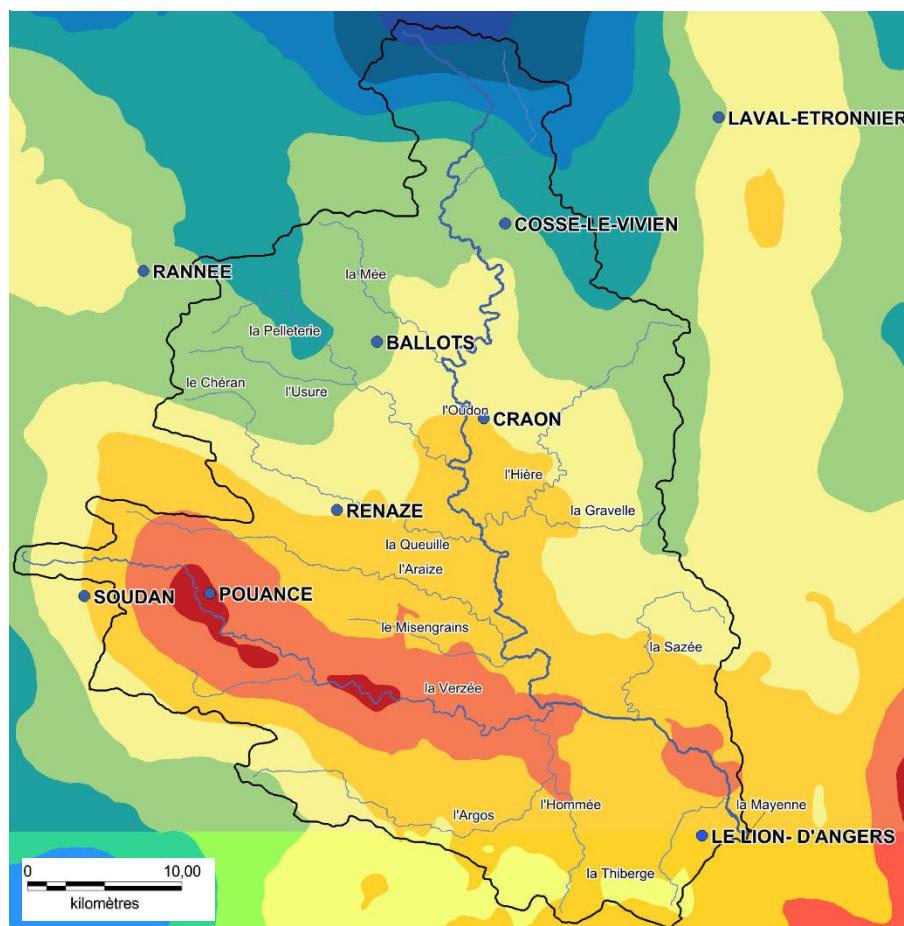 LAVAL-ETRONNIER
COSSE-LE-VIVIEN
RANNEE
la Mée
la Pelleterie
BALLOTS
le Chéran
l'Usure
l'Oudon
CRAON
l'Hière
RENAZE
la Gravelle
la Queuille
l'Araize
SOUDAN
POUANCE
le Misengrains
la Sazée
la Verzée
l'Argos
l'Hommée
la Mayenne
LE LION- D'ANGERS
la Thiberge
0 10,00
kilomètres